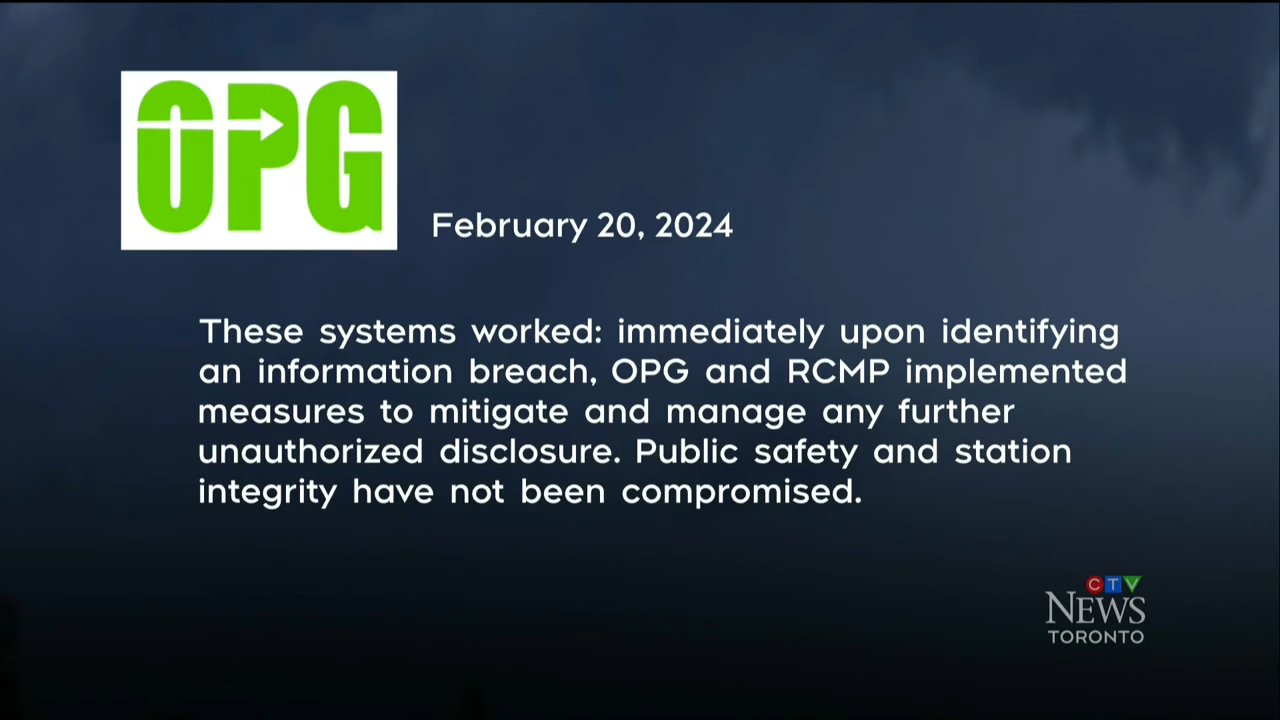 OPG
February 20, 2024
These systems worked: immediately upon identifying
an information breach, OPG and RCMP implemented
measures to mitigate and manage any further
unauthorized disclosure. Public safety and station
integrity have not been compromised.
CTV
NEWS
TORONTO